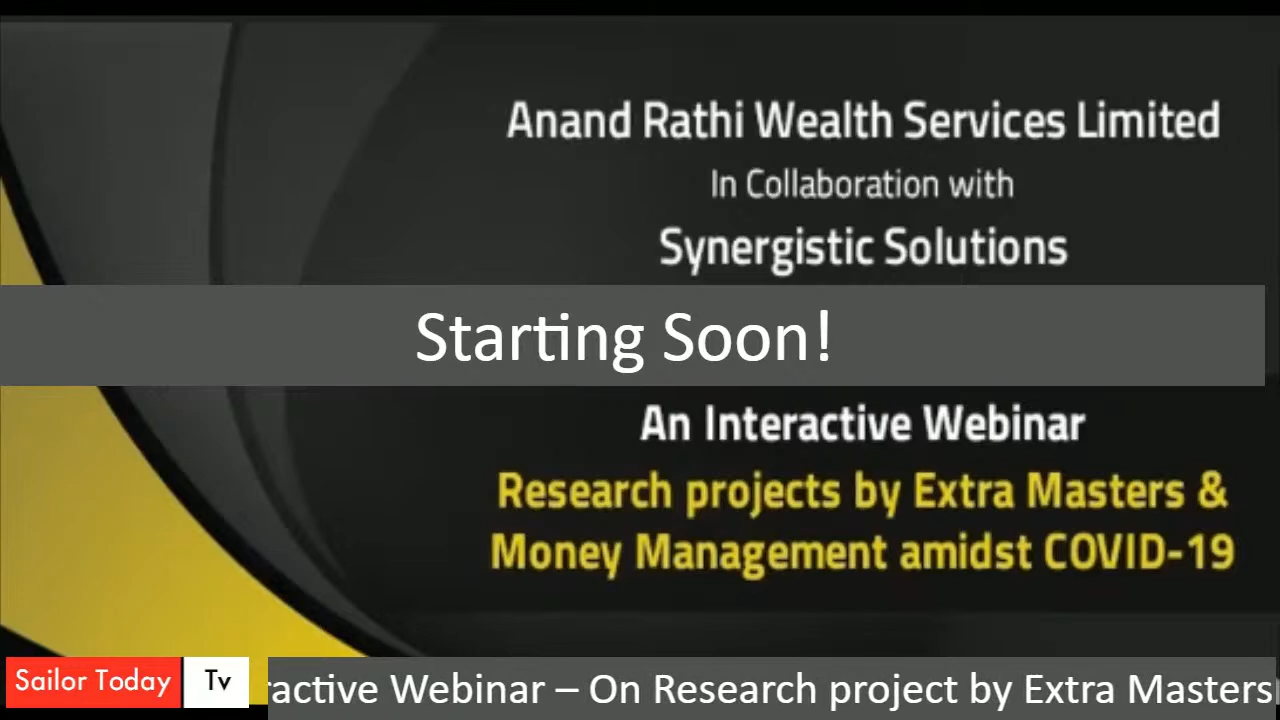 Anand Rathi Wealth Services Limited
In Collaboration with
Synergistic Solutions
Starting Soon!
An Interactive Webinar
Research projects by Extra Masters &
Money Management amidst COVID-19
Sailor Today Tv
ractive Webinar – On Research project by Extra Masters